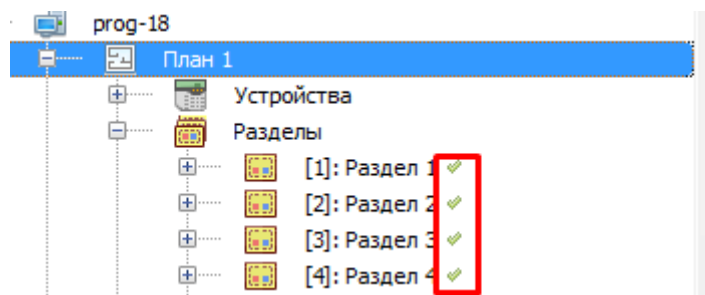 prog-18
План 1
Устройства
Разделы
[1]: Раздел 1
[2]: Раздел 2
[3]: Раздел 3
[4]: Раздел 4